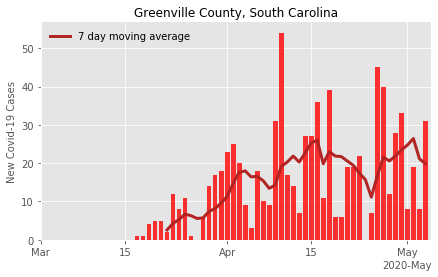 Greenville County, South Carolina
7 day moving average
New Covid-19 Cases
50
40
30
20
10
0
Mar
15
Apr
15
May
2020-May